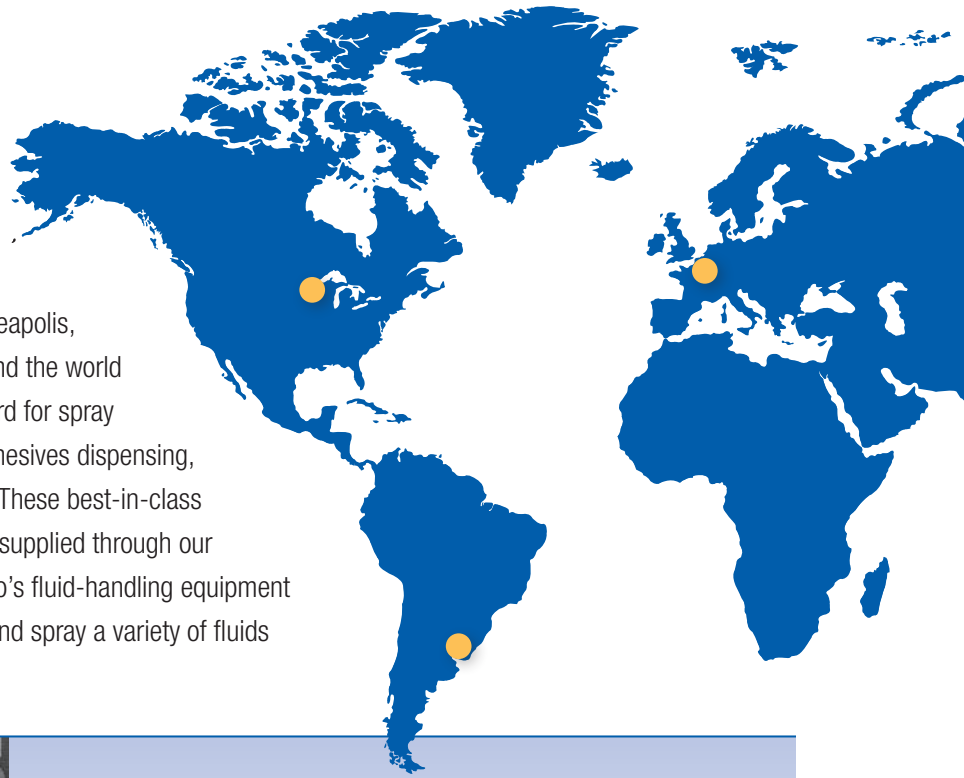 eapolis,
nd the world
rd for spray
nesives dispensing,
These best-in-class
supplied through our
o's fluid-handling equipment
nd spray a variety of fluids